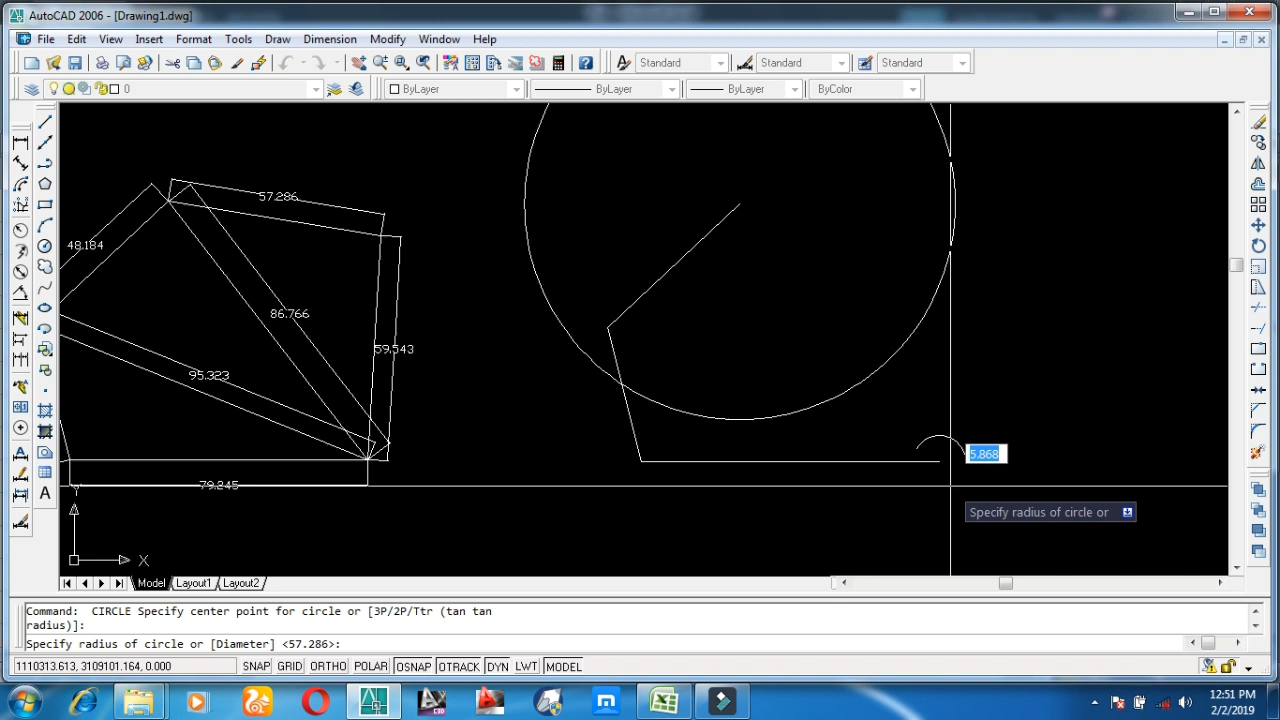 AutoCAD 2006 - [Drawing1.dwg]
File Edit View Insert Format Tools Draw Dimension Modify Window Help
Standard Standard Standard
0 ByLayer ByLayer ByLayer ByColor
57.286
48.184
86.766
59.543
95.323
79.245
5.868
Specify radius of circle or
Y
X
Model Layout1 Layout2
Command: CIRCLE Specify center point for circle or [3P/2P/Ttr (tan tan
radius)]:
Specify radius of circle or [Diameter] <57.286>:
1110313.613, 3109101.164, 0.000 SNAP GRID ORTHO POLAR OSNAP OTRACK DYN LWT MODEL
12:51 PM
2/2/2019